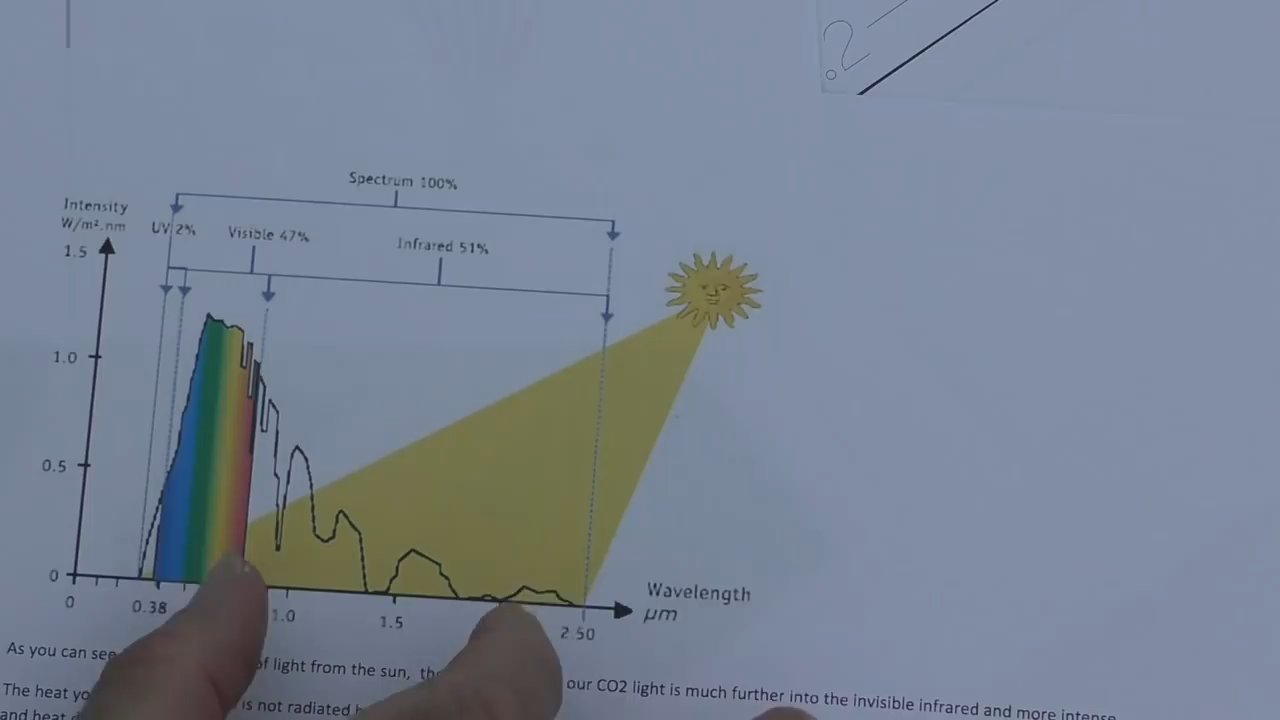 ?
Spectrum 100%
Intensity
W/m².nm
UV 2%
Visible 47%
Infrared 51%
1.5
1.0
0.5
0
0
0.38
1.0
1.5
2.50
Wavelength
µm
As you can see of light from the sun, our CO2 light is much further into the invisible infrared and more intense
The heat is not radiated
and heat